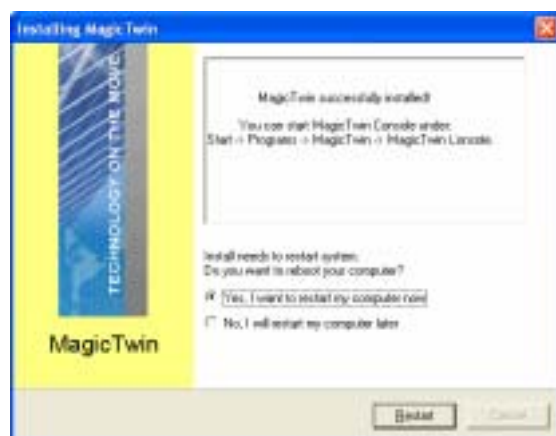 Installing MagicTwin
TECHNOLOGY ON THE MOVE
MagicTwin successfully installed!
You can start MagicTwin Console under:
Start -> Programs -> MagicTwin -> MagicTwin Console.
Install needs to restart system.
Do you want to reboot your computer?
Yes, I want to restart my computer now
No, I will restart my computer later
MagicTwin
Restart
Cancel